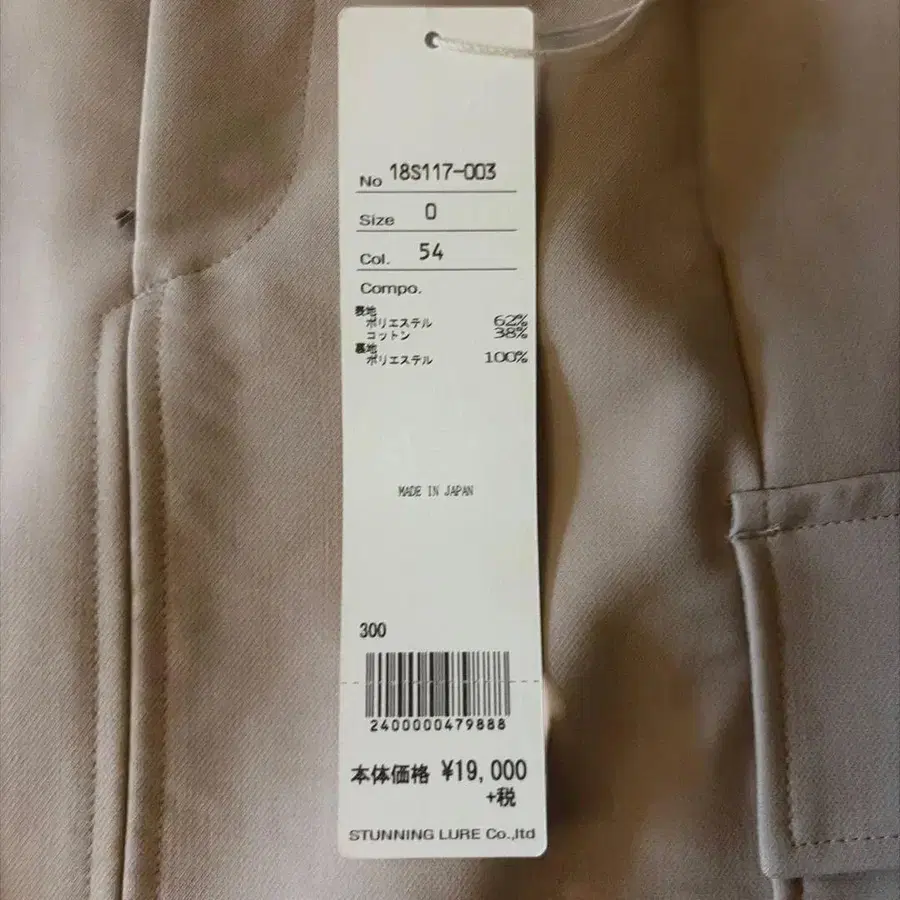 No 18S117-003
Size 0
Col. 54
Compo.
表地
ポリエステル 62%
コットン 38%
裏地
ポリエステル 100%
MADE IN JAPAN
300
2400000479888
本体価格 ¥19,000
+税
STUNNING LURE Co.,ltd